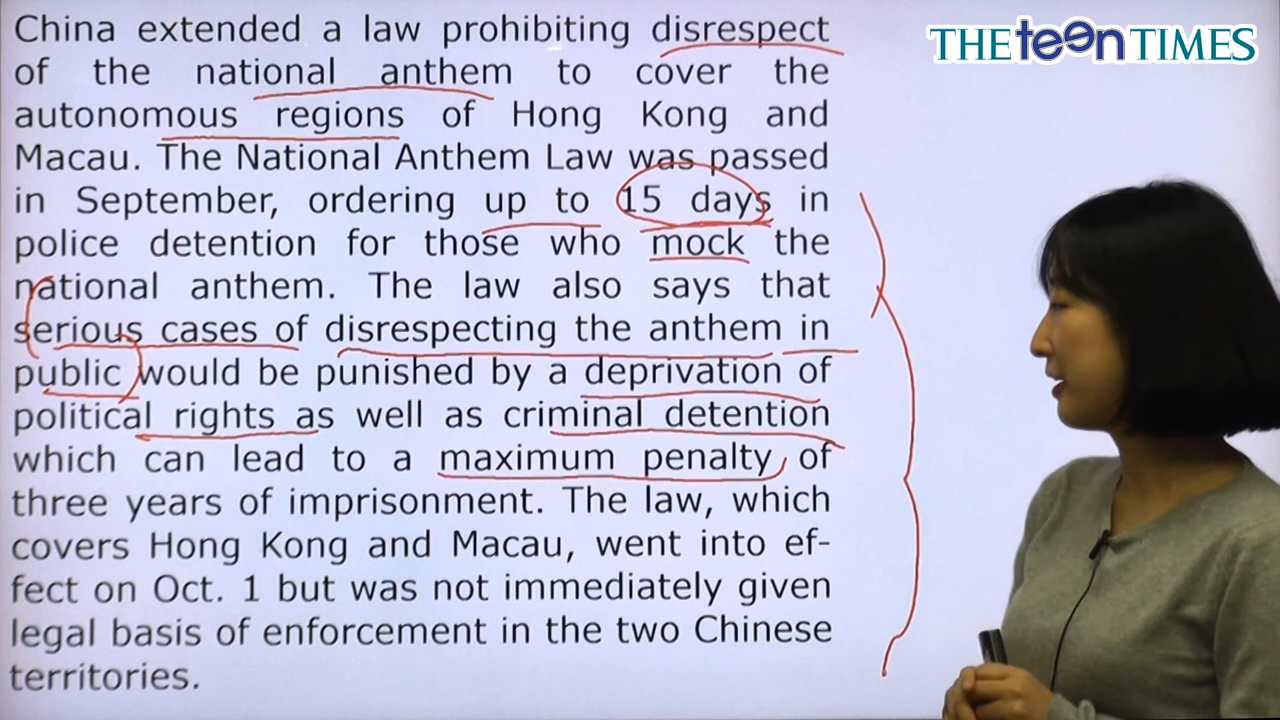 China extended a law prohibiting disrespect
of the national anthem to cover the
autonomous regions of Hong Kong and
Macau. The National Anthem Law was passed
in September, ordering up to 15 days in
police detention for those who mock the
national anthem. The law also says that
serious cases of disrespecting the anthem in
public would be punished by a deprivation of
political rights as well as criminal detention
which can lead to a maximum penalty of
three years of imprisonment. The law, which
covers Hong Kong and Macau, went into ef-
fect on Oct. 1 but was not immediately given
legal basis of enforcement in the two Chinese
territories.
THE teen TIMES